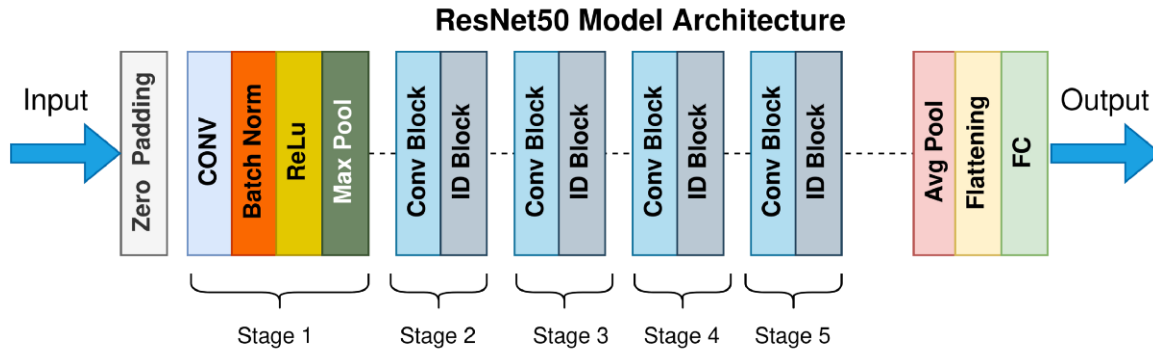 ResNet50 Model Architecture
Input
Zero Padding
CONV
Batch Norm
ReLu
Max Pool
Conv Block
ID Block
Conv Block
ID Block
Conv Block
ID Block
Conv Block
ID Block
Avg Pool
Flattening
FC
Output
Stage 1
Stage 2
Stage 3
Stage 4
Stage 5